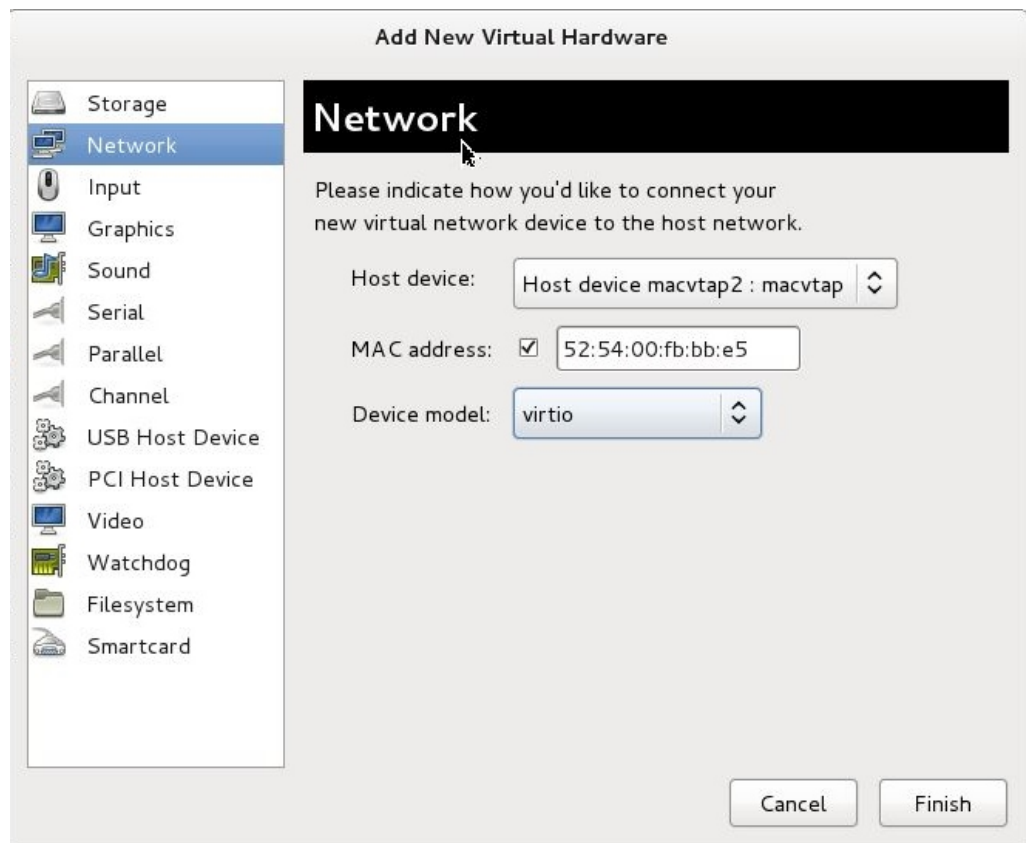 Add New Virtual Hardware
Storage
Network
Input
Graphics
Sound
Serial
Parallel
Channel
USB Host Device
PCI Host Device
Video
Watchdog
Filesystem
Smartcard
Network
Please indicate how you'd like to connect your
new virtual network device to the host network.
Host device: Host device macvtap2 : macvtap
MAC address: 52:54:00:fb:bb:e5
Device model: virtio
Cancel Finish